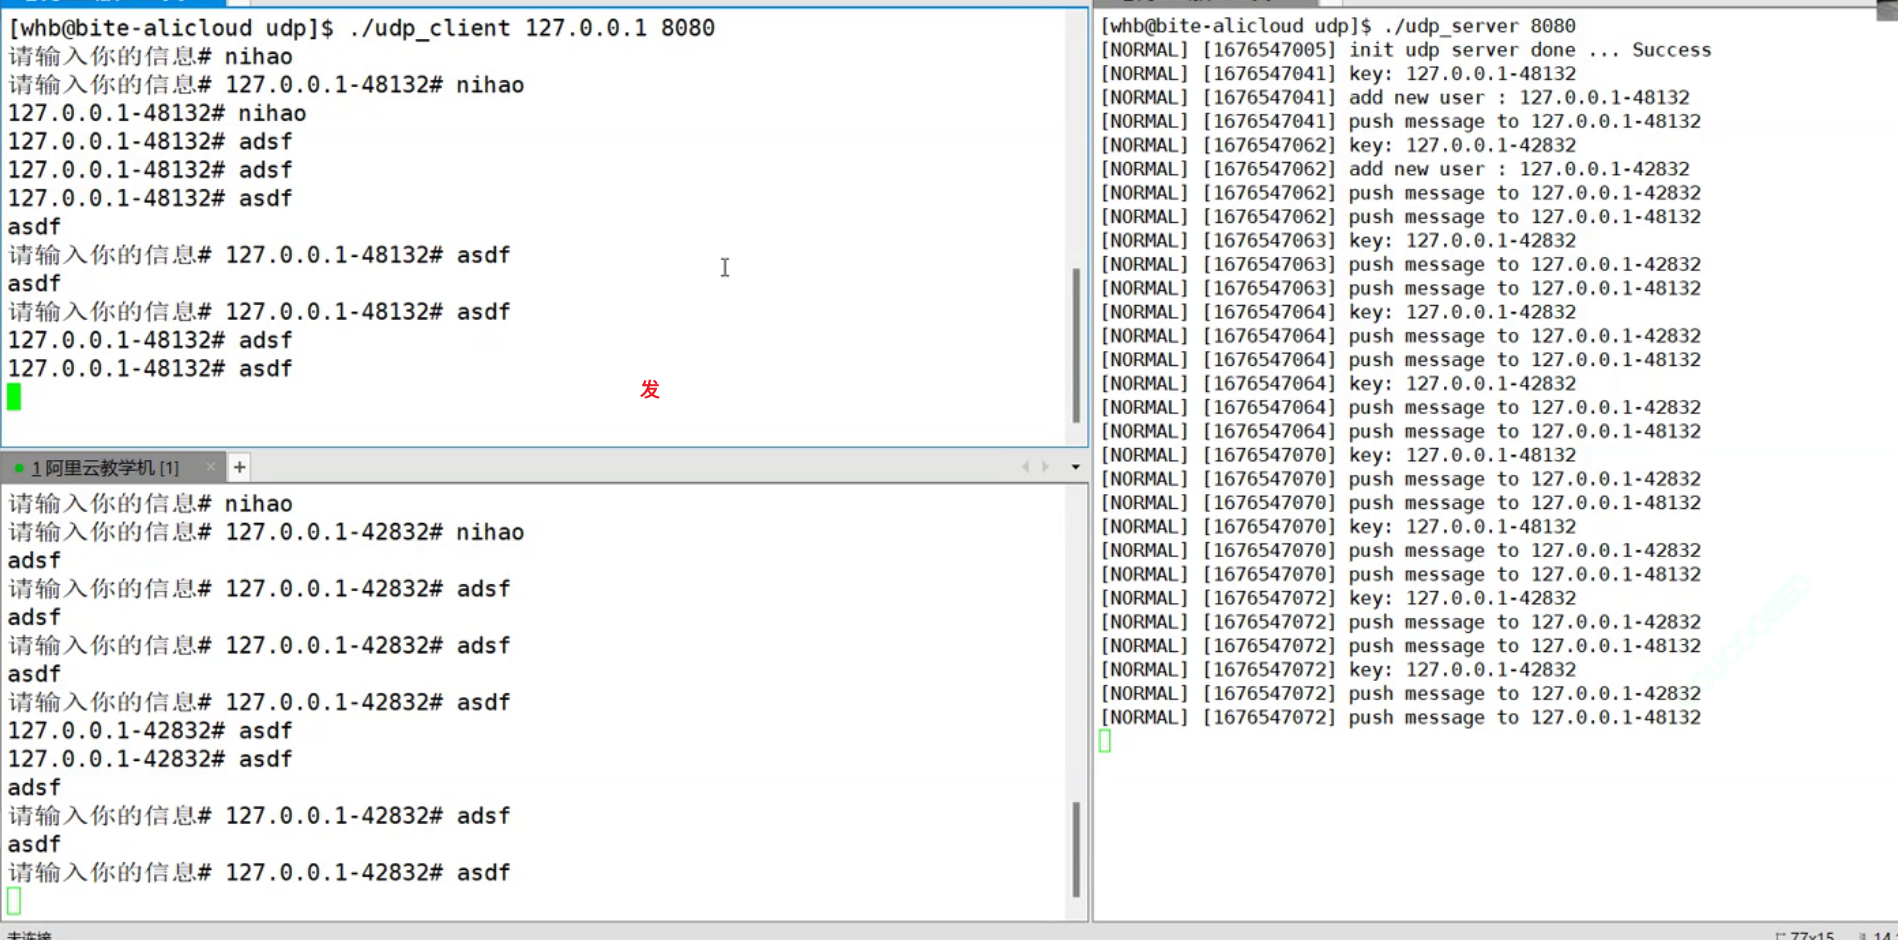 [whb@bite-alicloud udp]$ ./udp_client 127.0.0.1 8080
请输入你的信息# nihao
请输入你的信息# 127.0.0.1-48132# nihao
127.0.0.1-48132# nihao
127.0.0.1-48132# adsf
127.0.0.1-48132# adsf
127.0.0.1-48132# asdf
asdf
请输入你的信息# 127.0.0.1-48132# asdf
asdf
请输入你的信息# 127.0.0.1-48132# asdf
127.0.0.1-48132# adsf
127.0.0.1-48132# asdf
发
1 阿里云教学机 [1]
请输入你的信息# nihao
请输入你的信息# 127.0.0.1-42832# nihao
adsf
请输入你的信息# 127.0.0.1-42832# adsf
adsf
请输入你的信息# 127.0.0.1-42832# adsf
asdf
请输入你的信息# 127.0.0.1-42832# asdf
127.0.0.1-42832# asdf
127.0.0.1-42832# asdf
adsf
请输入你的信息# 127.0.0.1-42832# adsf
asdf
请输入你的信息# 127.0.0.1-42832# asdf
[whb@bite-alicloud udp]$ ./udp_server 8080
[NORMAL] [1676547005] init udp server done ... Success
[NORMAL] [1676547041] key: 127.0.0.1-48132
[NORMAL] [1676547041] add new user : 127.0.0.1-48132
[NORMAL] [1676547041] push message to 127.0.0.1-48132
[NORMAL] [1676547062] key: 127.0.0.1-42832
[NORMAL] [1676547062] add new user : 127.0.0.1-42832
[NORMAL] [1676547062] push message to 127.0.0.1-42832
[NORMAL] [1676547062] push message to 127.0.0.1-48132
[NORMAL] [1676547063] key: 127.0.0.1-42832
[NORMAL] [1676547063] push message to 127.0.0.1-42832
[NORMAL] [1676547063] push message to 127.0.0.1-48132
[NORMAL] [1676547064] key: 127.0.0.1-42832
[NORMAL] [1676547064] push message to 127.0.0.1-42832
[NORMAL] [1676547064] push message to 127.0.0.1-48132
[NORMAL] [1676547064] key: 127.0.0.1-42832
[NORMAL] [1676547064] push message to 127.0.0.1-42832
[NORMAL] [1676547064] push message to 127.0.0.1-48132
[NORMAL] [1676547070] key: 127.0.0.1-48132
[NORMAL] [1676547070] push message to 127.0.0.1-42832
[NORMAL] [1676547070] push message to 127.0.0.1-48132
[NORMAL] [1676547070] key: 127.0.0.1-48132
[NORMAL] [1676547070] push message to 127.0.0.1-42832
[NORMAL] [1676547070] push message to 127.0.0.1-48132
[NORMAL] [1676547072] key: 127.0.0.1-42832
[NORMAL] [1676547072] push message to 127.0.0.1-42832
[NORMAL] [1676547072] push message to 127.0.0.1-48132
[NORMAL] [1676547072] key: 127.0.0.1-42832
[NORMAL] [1676547072] push message to 127.0.0.1-42832
[NORMAL] [1676547072] push message to 127.0.0.1-48132
未连接
77x15